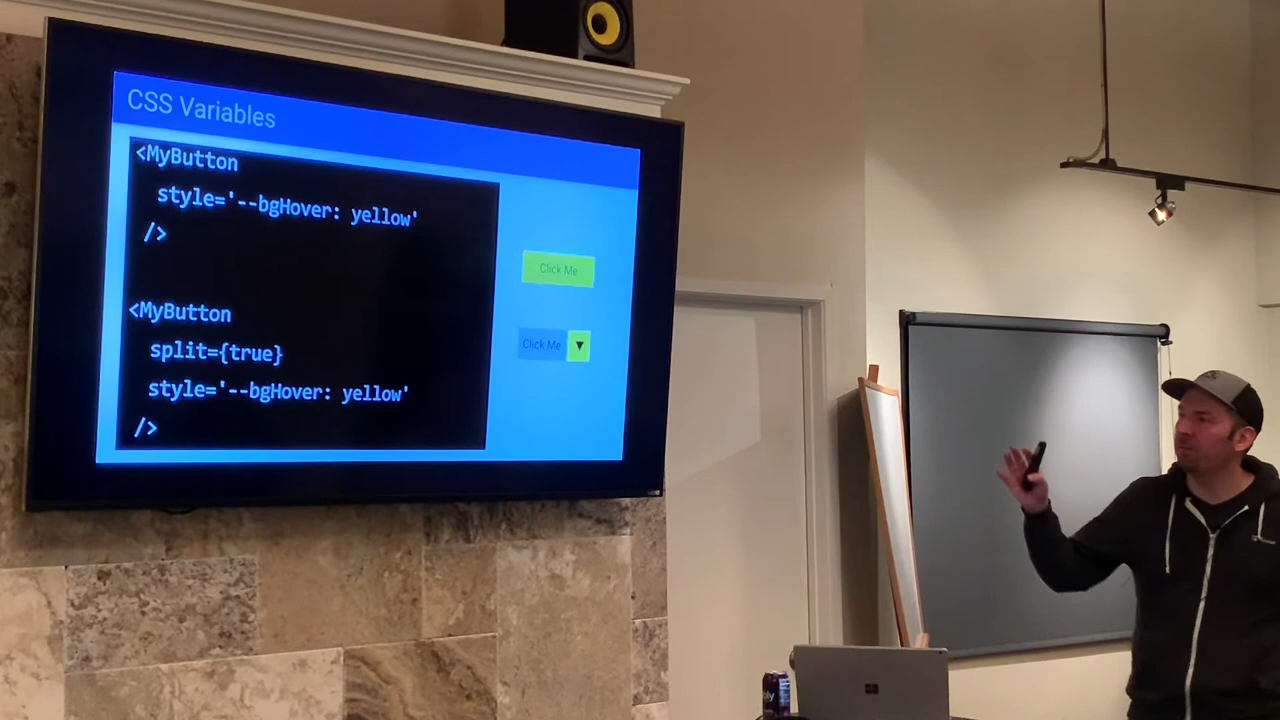 CSS Variables
<MyButton
style='--bgHover: yellow'
/>
<MyButton
split={true}
style='--bgHover: yellow'
/>
Click Me
Click Me ▼